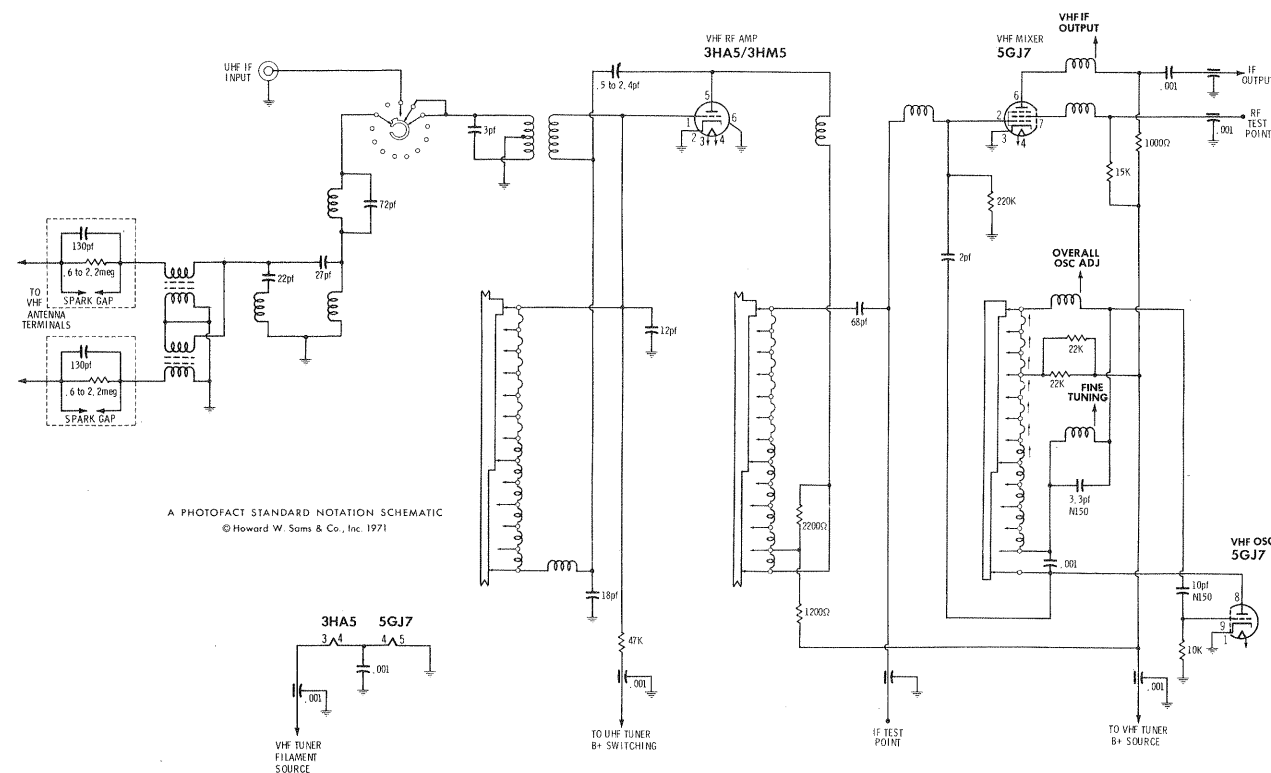 VHF IF
OUTPUT
VHF RF AMP
3HA5/3HM5
VHF MIXER
5GJ7
UHF IF
INPUT
.5 to 2.4pf
5
1
2
3
4
6
3pf
6
2
7
3
4
.001
IF
.001
RF
TEST
POINT
1000Ω
15K
220K
72pf
130pf
.6 to 2.2meg
SPARK GAP
22pf
27pf
TO
VHF
ANTENNA
TERMINALS
130pf
.6 to 2.2meg
SPARK GAP
2pf
OVERALL
OSC ADJ
12pf
68pf
22K
22K
FINE
TUNING
3.3pf
N150
A PHOTOFACT STANDARD NOTATION SCHEMATIC
© Howard W. Sams & Co., Inc. 1971
2200Ω
VHF OSC
5GJ7
.001
10pf
N150
8
9
1
18pf
1200Ω
10K
3HA5 5GJ7
3 4 4 5
.001
.001
47K
.001
.001
VHF TUNER
FILAMENT
SOURCE
TO UHF TUNER
B+ SWITCHING
IF TEST
POINT
TO VHF TUNER
B+ SOURCE